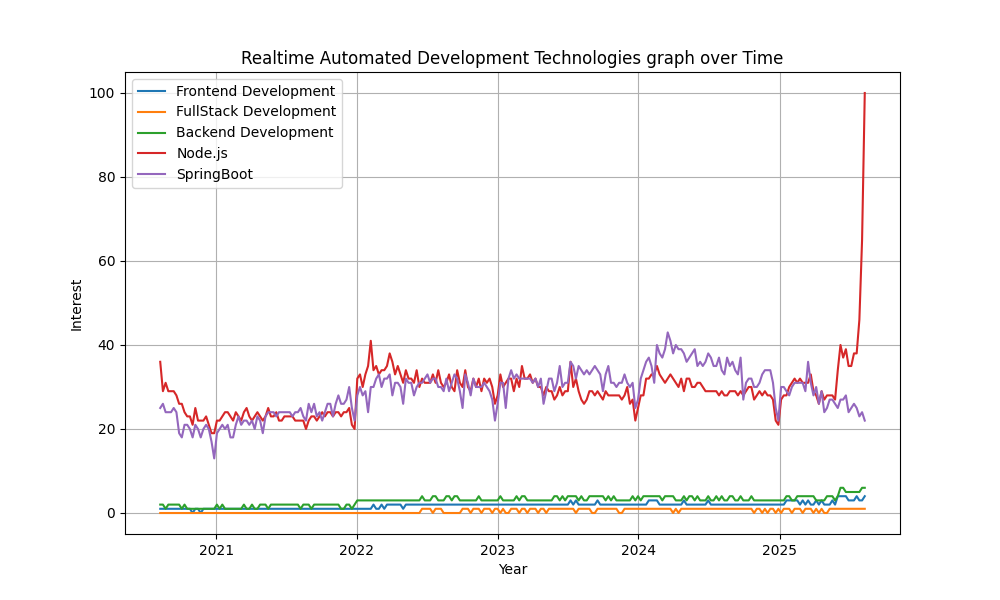 Realtime Automated Development Technologies graph over Time
Frontend Development
FullStack Development
Backend Development
Node.js
SpringBoot
100
80
60
40
20
0
Interest
2021 2022 2023 2024 2025
Year